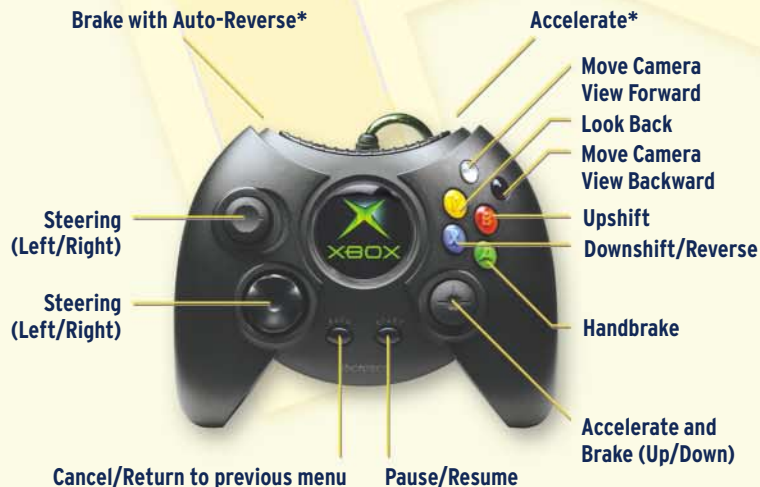 Brake with Auto-Reverse*
Accelerate*
Move Camera
View Forward
Look Back
Move Camera
View Backward
Steering
(Left/Right)
Upshift
Downshift/Reverse
Steering
(Left/Right)
Handbrake
Accelerate and
Brake (Up/Down)
Cancel/Return to previous menu
Pause/Resume
XBOX
Y
B
X
A
BACK
START